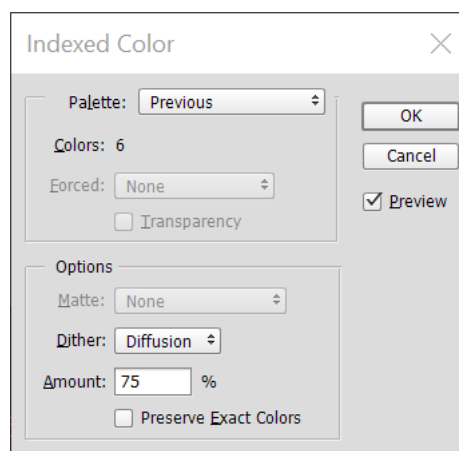 Indexed Color
Palette: Previous
OK
Colors: 6
Cancel
Forced: None
Preview
Transparency
Options
Matte: None
Dither: Diffusion
Amount: 75 %
Preserve Exact Colors